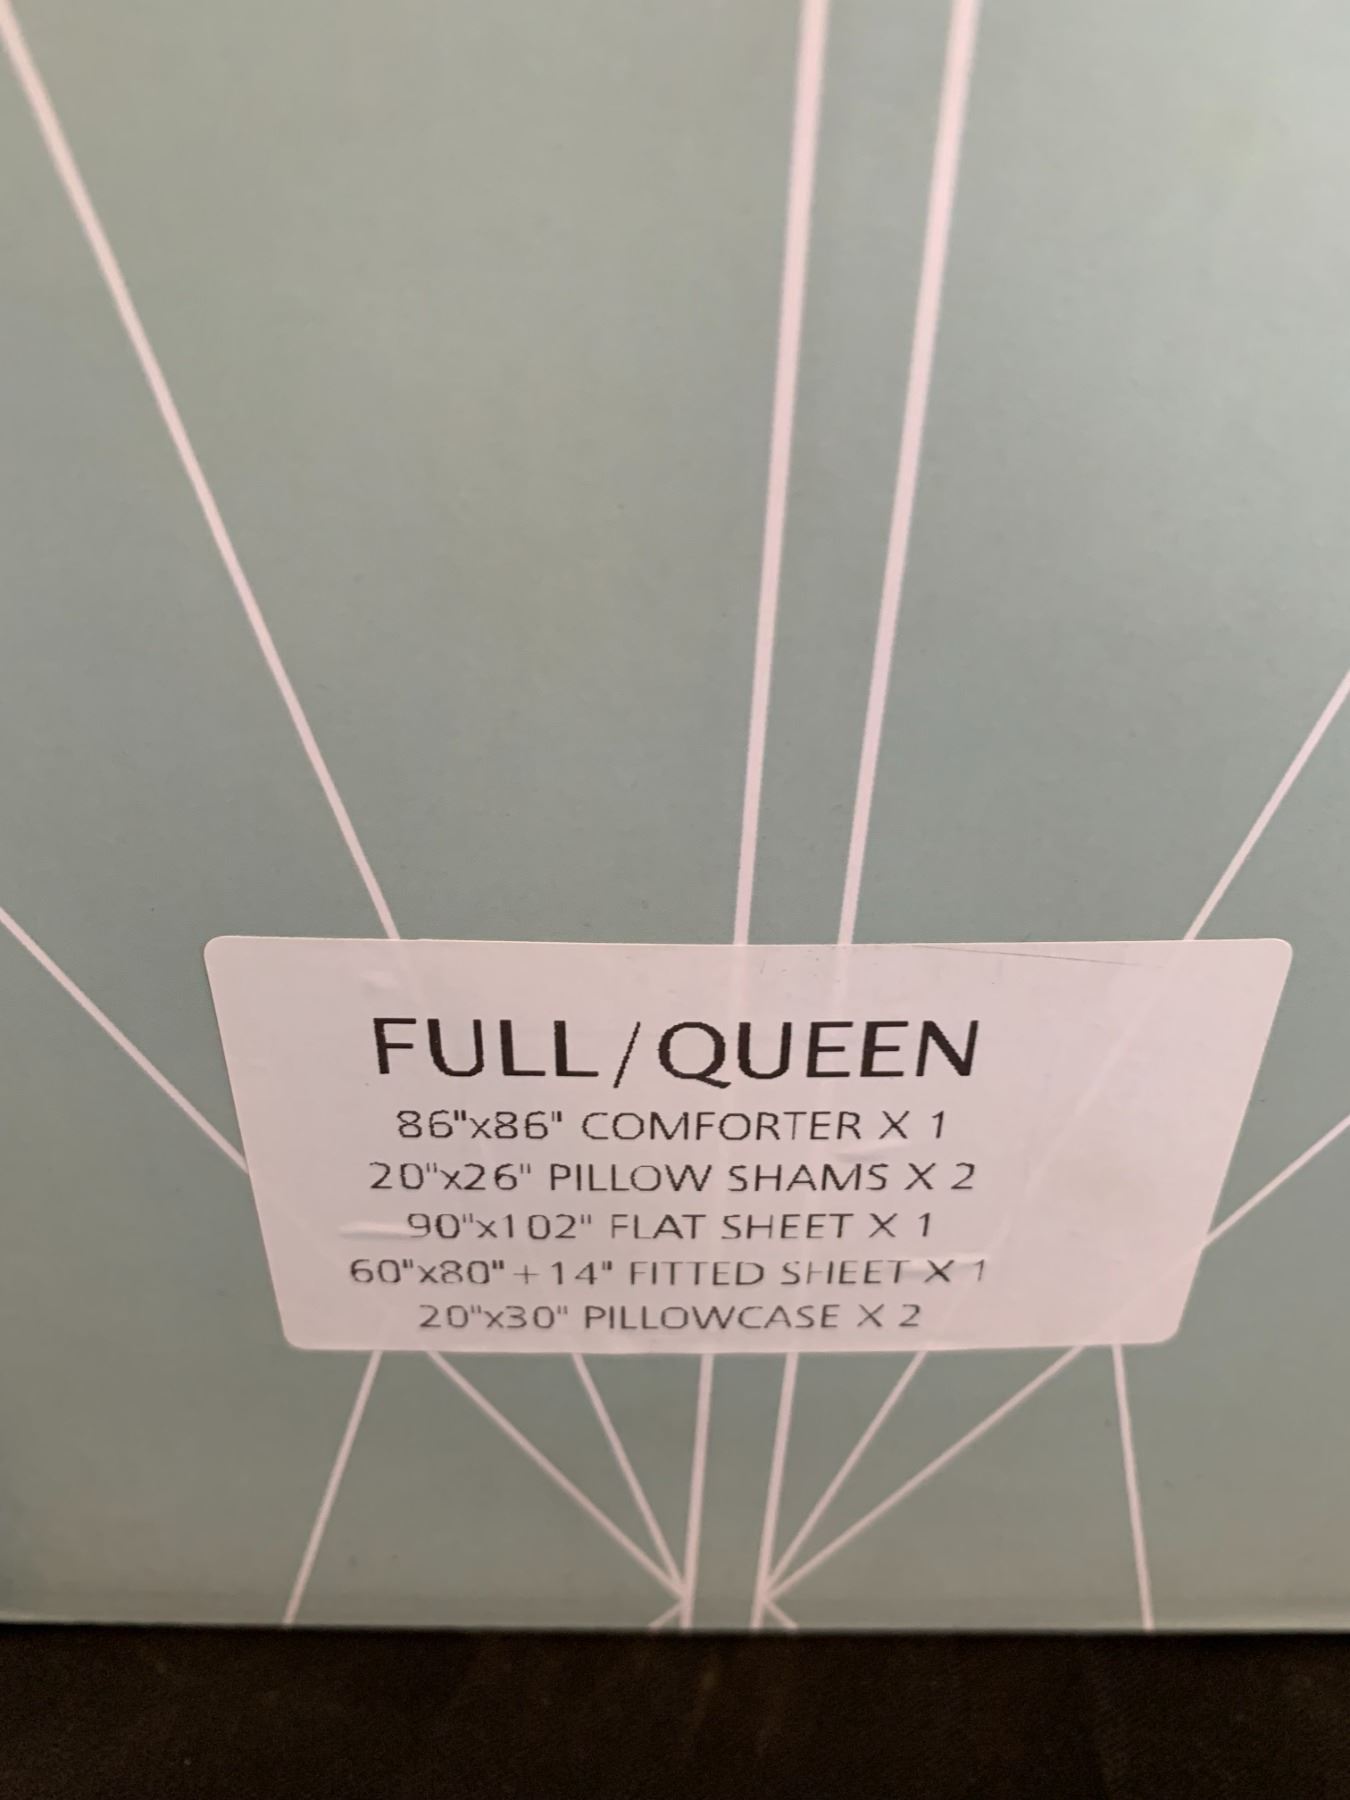 FULL/QUEEN
86"x86" COMFORTER X 1
20"x26" PILLOW SHAMS X 2
90"x102" FLAT SHEET X 1
60"x80"+14" FITTED SHEET X 1
20"x30" PILLOWCASE X 2